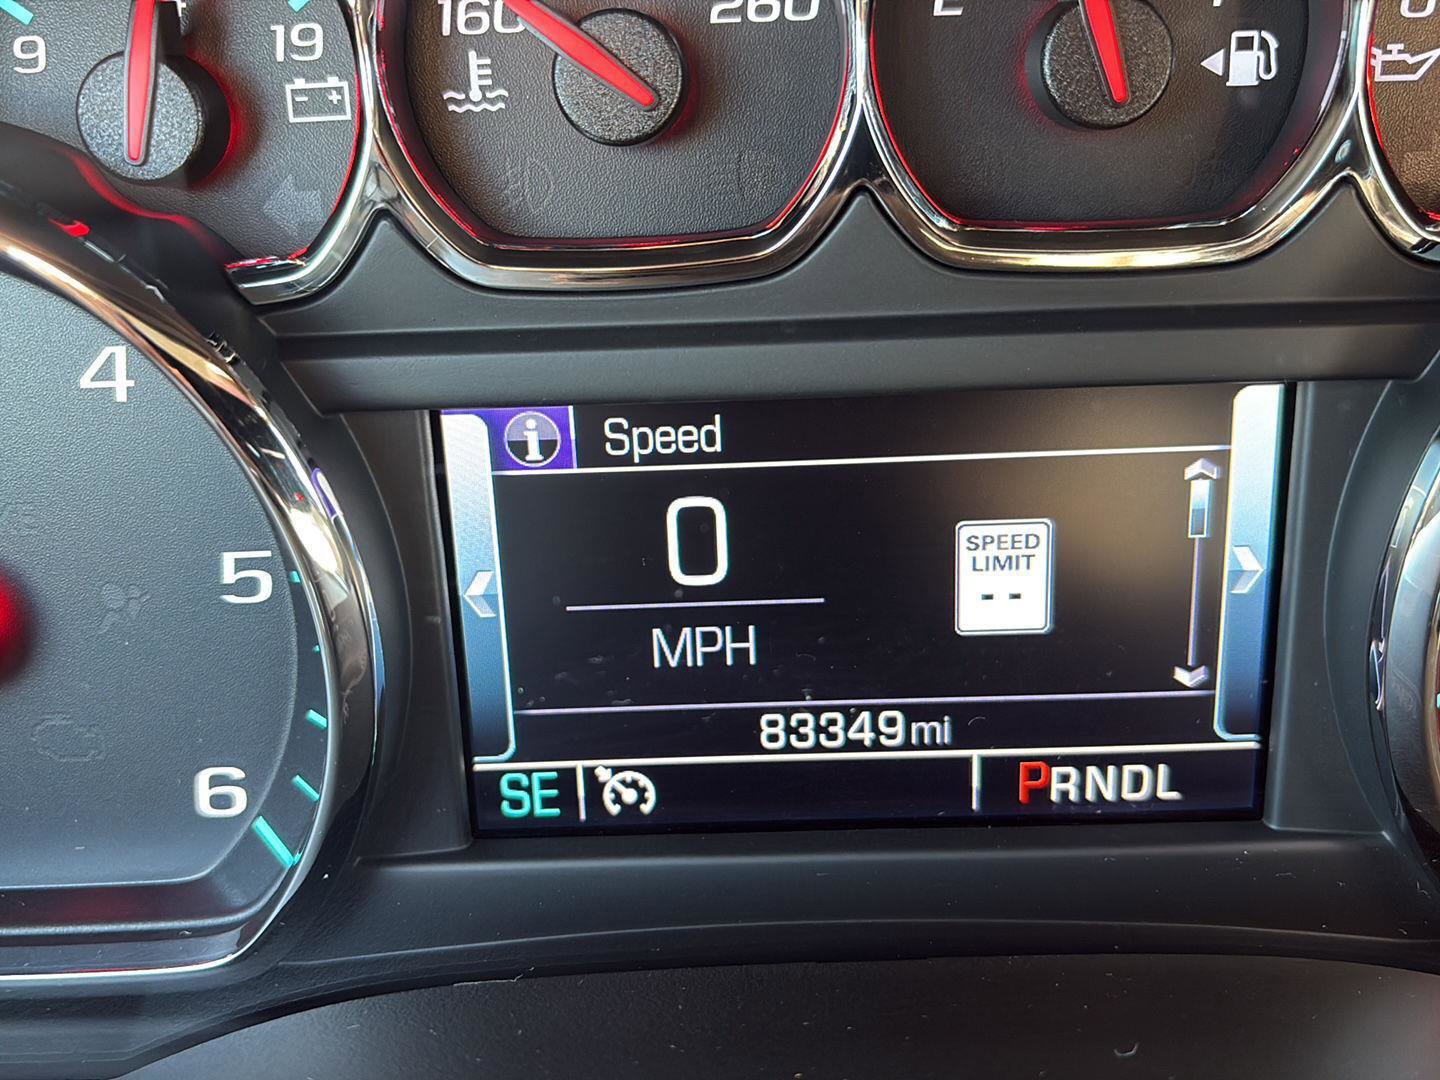 9
19
160
260
4
5
6
Speed
0
MPH
SPEED
LIMIT
--
83349mi
SE
PRNDL